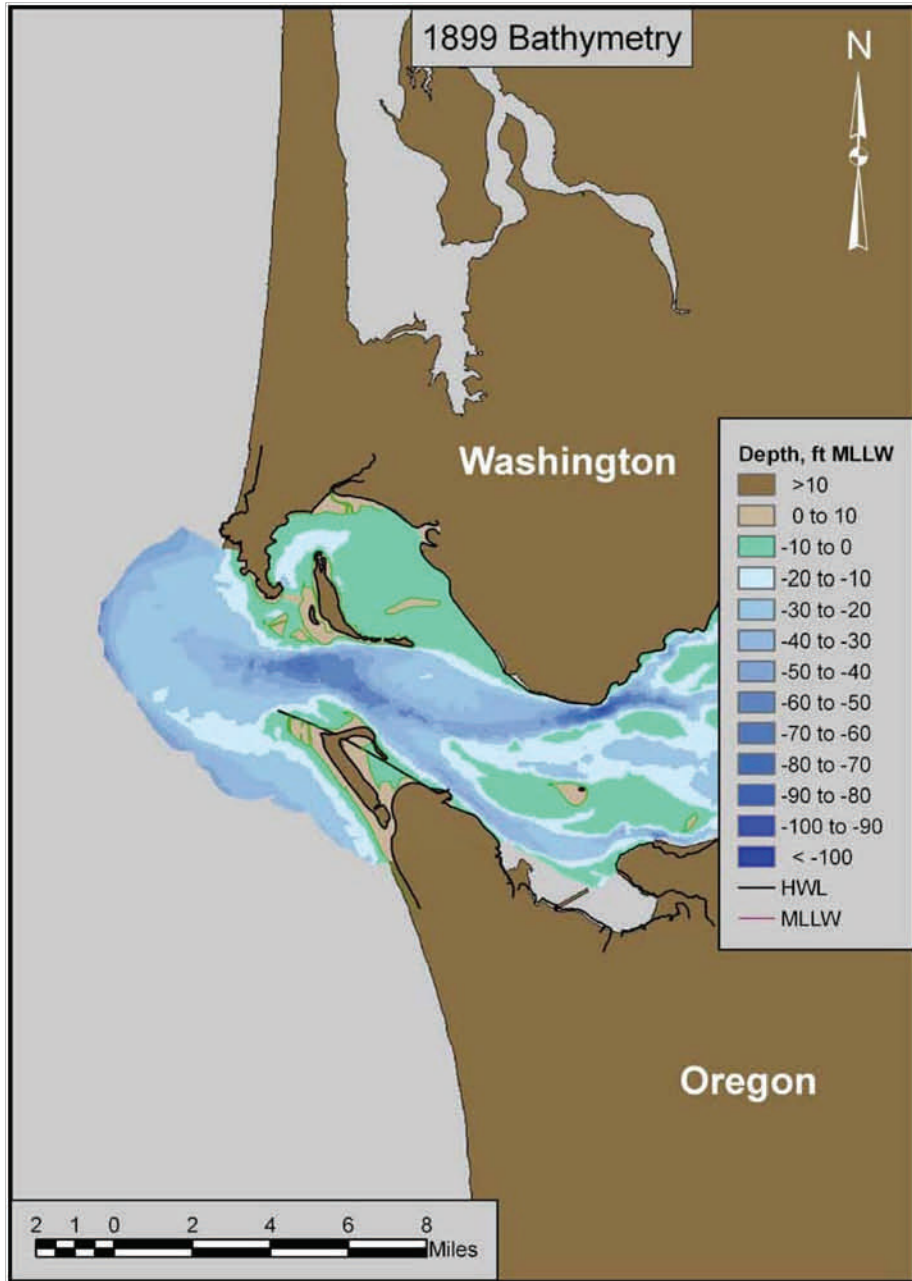 1899 Bathymetry
N
Washington
Depth, ft MLLW
>10
0 to 10
-10 to 0
-20 to -10
-30 to -20
-40 to -30
-50 to -40
-60 to -50
-70 to -60
-80 to -70
-90 to -80
-100 to -90
< -100
HWL
MLLW
Oregon
2 1 0 2 4 6 8
Miles